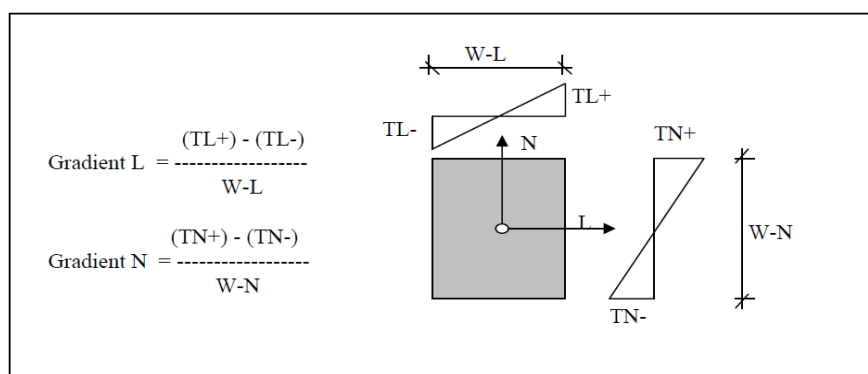 (TL+) - (TL-)
Gradient L = -------------------
W-L
(TN+) - (TN-)
Gradient N = -------------------
W-N
W-L
TL+
TL-
N
TN+
L
W-N
TN-